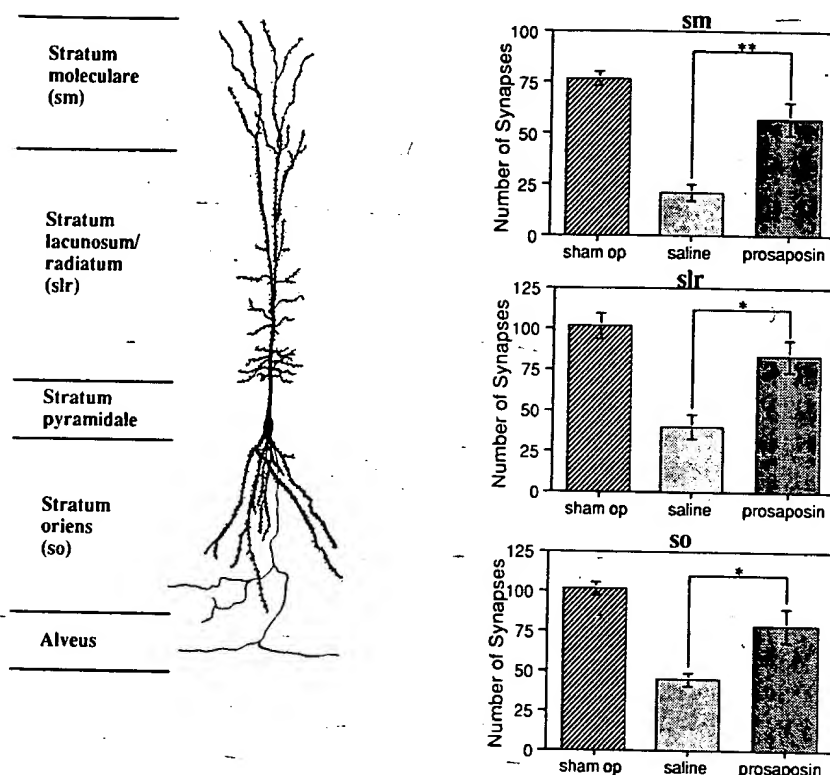 Stratum
moleculare
(sm)
Stratum
lacunosum/
radiatum
(slr)
Stratum
pyramidale
Stratum
oriens
(so)
Alveus
sm
Number of Synapses
100
75
50
25
0
**
sham op
saline
prosaposin
slr
Number of Synapses
125
100
75
50
25
0
*
sham op
saline
prosaposin
so
Number of Synapses
125
100
75
50
25
0
*
sham op
saline
prosaposin